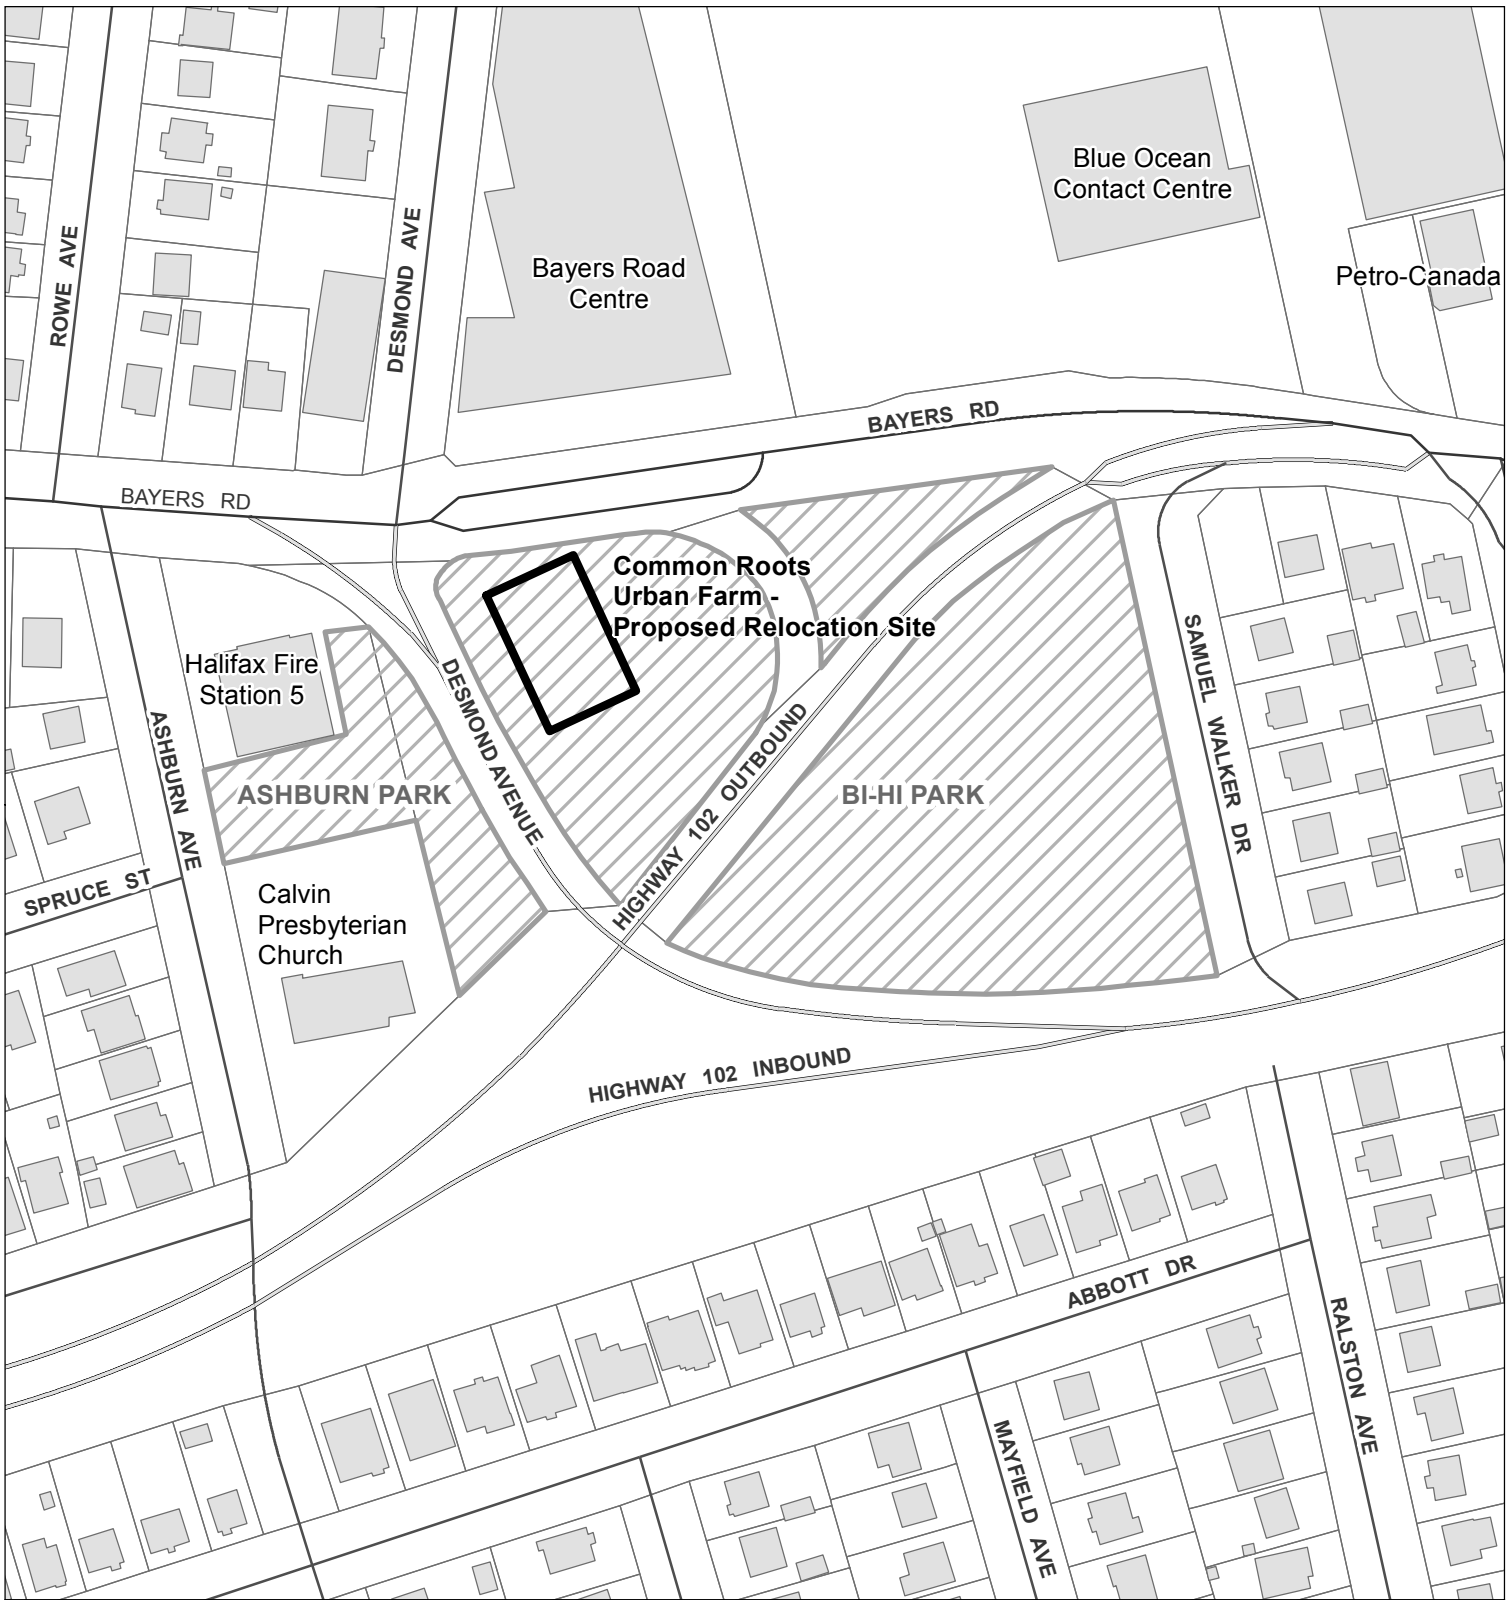 Blue Ocean
Contact Centre
ROWE AVE
DESMOND AVE
Bayers Road
Centre
Petro-Canada
BAYERS RD
BAYERS RD
Common Roots
Urban Farm -
Proposed Relocation Site
Halifax Fire
Station 5
DESMOND AVENUE
SAMUEL WALKER DR
ASHBURN AVE
ASHBURN PARK
HIGHWAY 102 OUTBOUND
BI-HI PARK
SPRUCE ST
Calvin
Presbyterian
Church
HIGHWAY 102 INBOUND
ABBOTT DR
RALSTON AVE
MAYFIELD AVE